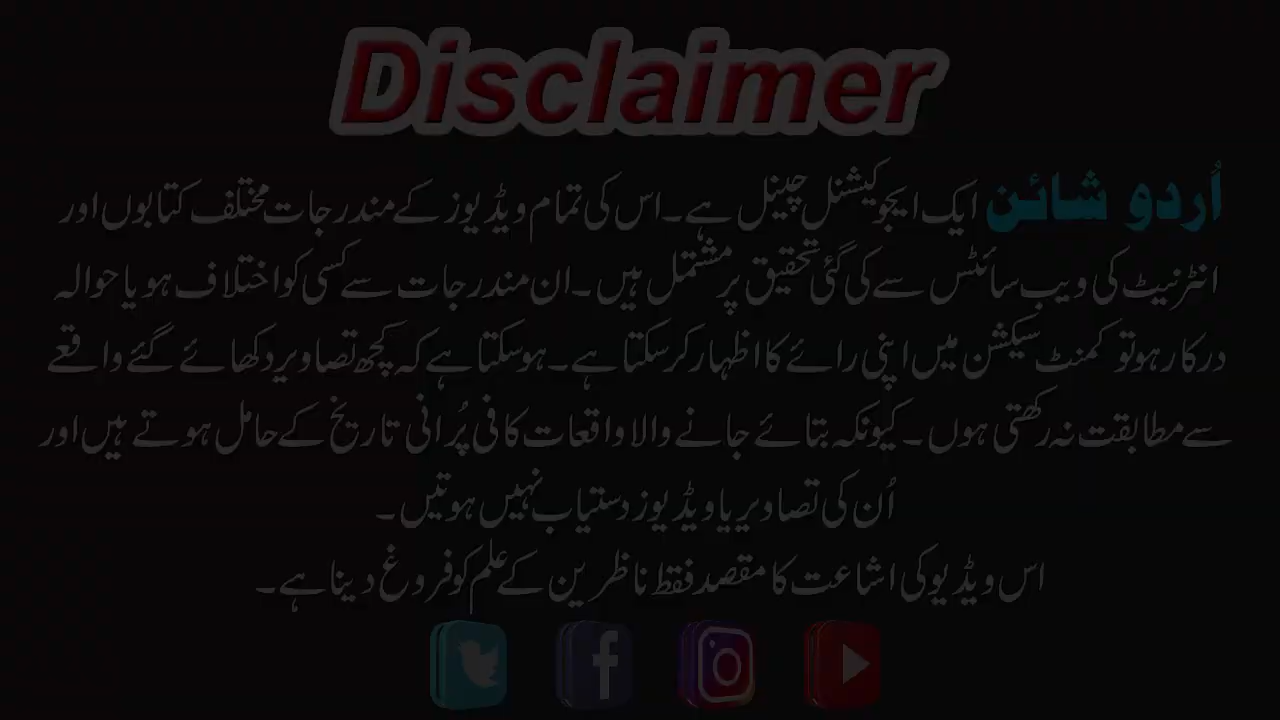 Disclaimer
اُردو شائن ایک ایجوکیشنل چینل ہے۔اس کی تمام ویڈیوز کے مندرجات مختلف کتابوں اور
انٹرنیٹ کی ویب سائٹس سے کی گئی تحقیق پر مشتمل ہیں۔ان مندرجات سے کسی کو اختلاف ہو یا حوالہ
درکار ہو تو کمنٹ سیکشن میں اپنی رائے کا اظہار کرسکتا ہے۔ہوسکتا ہے کہ کچھ تصاویر دکھائے گئے واقعے
سے مطابقت نہ رکھتی ہوں۔کیونکہ بتائے جانے والا واقعات کافی پُرانی تاریخ کے حامل ہوتے ہیں اور
اُن کی تصاویر یا ویڈیوز دستیاب نہیں ہوتیں۔
اس ویڈیو کی اشاعت کا مقصد فقط ناظرین کے علم کو فروغ دینا ہے۔